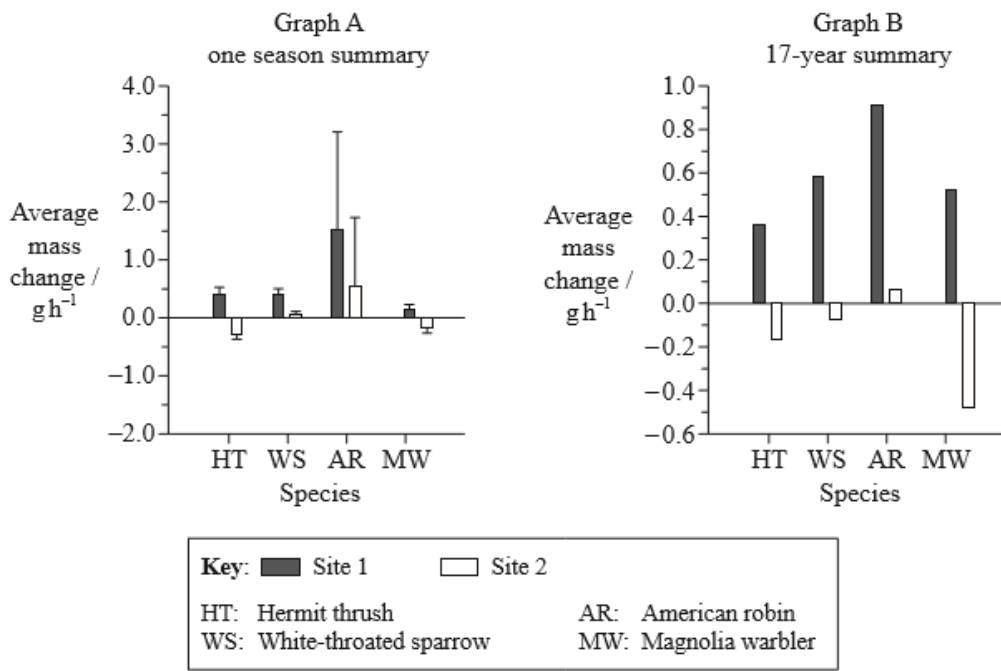 Graph A
one season summary
4.0
3.0
2.0
1.0
0.0
−1.0
−2.0
Average
mass
change /
g h⁻¹
HT WS AR MW
Species
Graph B
17-year summary
1.0
0.8
0.6
0.4
0.2
0.0
−0.2
−0.4
−0.6
Average
mass
change /
g h⁻¹
HT WS AR MW
Species
Key: Site 1 Site 2
HT: Hermit thrush AR: American robin
WS: White-throated sparrow MW: Magnolia warbler